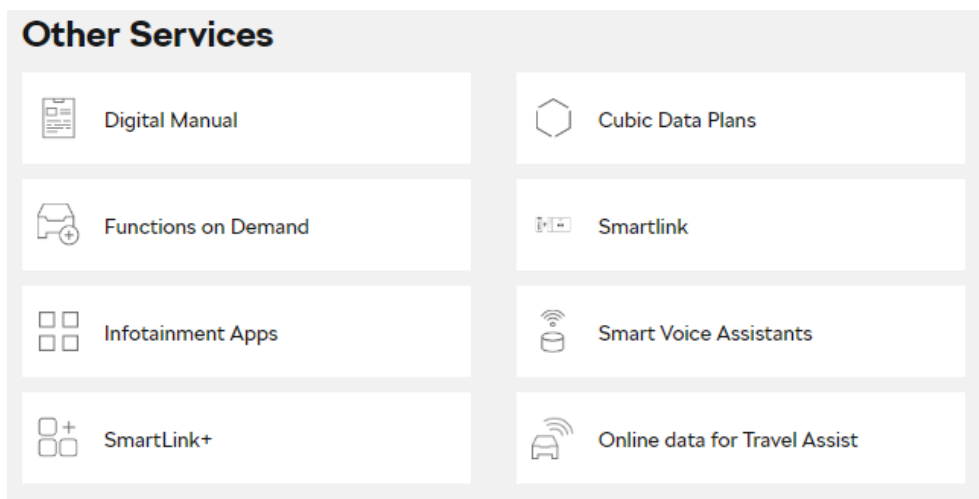 Other Services
Digital Manual
Cubic Data Plans
Functions on Demand
Smartlink
Infotainment Apps
Smart Voice Assistants
SmartLink+
Online data for Travel Assist